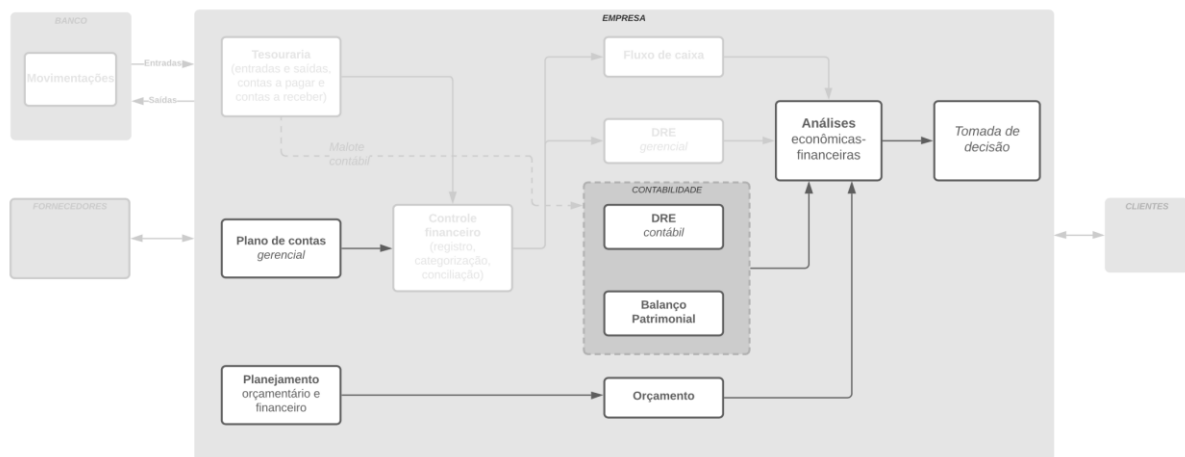 BANCO
Movimentações
Entradas
Saídas
FORNECEDORES
EMPRESA
Tesouraria
(entradas e saídas,
contas a pagar e
contas a receber)
Malote
contábil
Plano de contas
gerencial
Controle
financeiro
(registro,
categorização,
conciliação)
Planejamento
orçamentário e
financeiro
Fluxo de caixa
DRE
gerencial
CONTABILIDADE
DRE
contábil
Balanço
Patrimonial
Orçamento
Análises
econômicas-
financeiras
Tomada de
decisão
CLIENTES